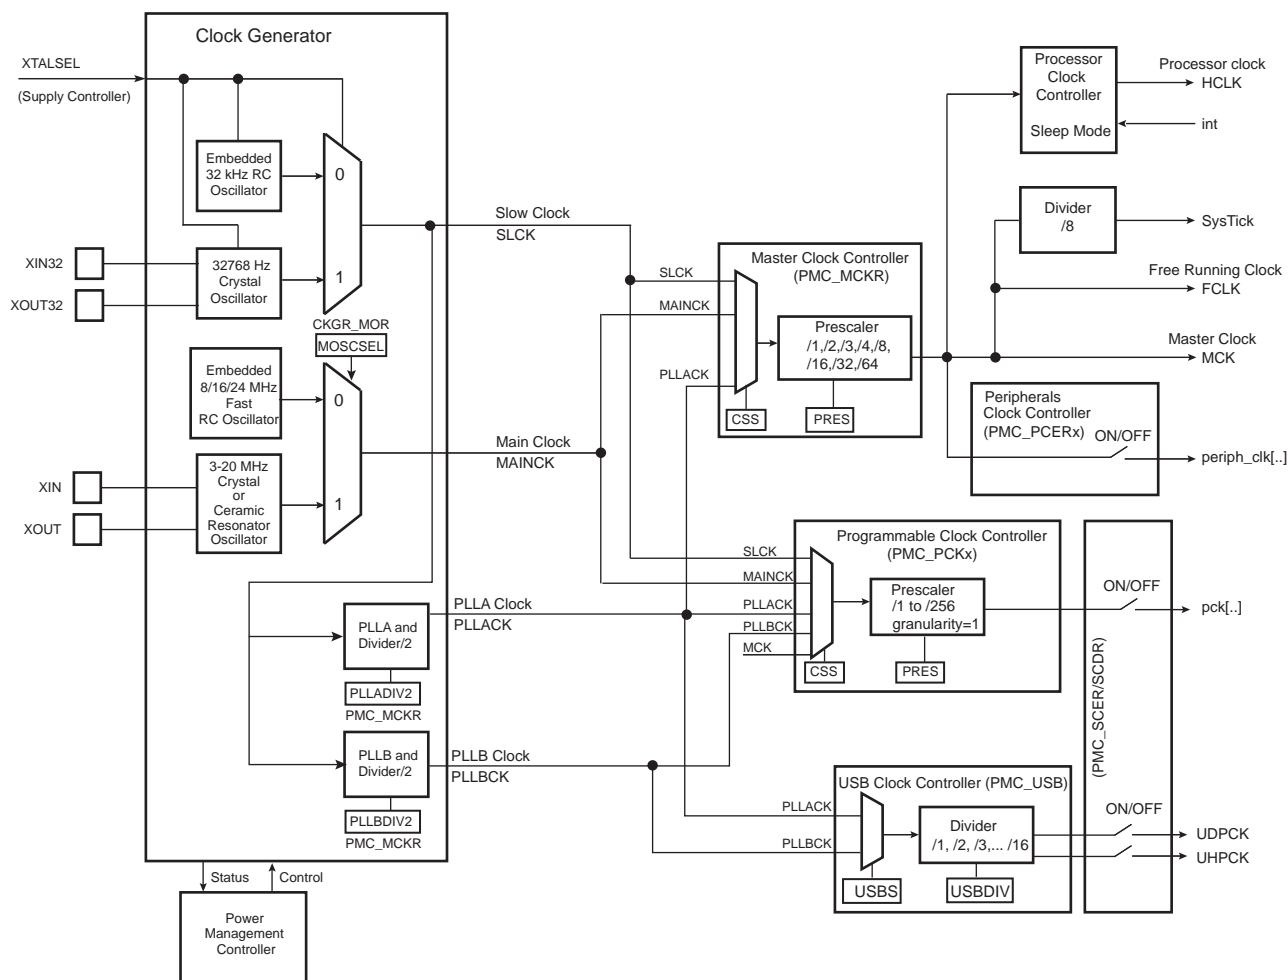 Clock Generator
XTALSEL
(Supply Controller)
Embedded
32 kHz RC
Oscillator
0
XIN32
XOUT32
32768 Hz
Crystal
Oscillator
1
Slow Clock
SLCK
CKGR_MOR
MOSCSEL
Embedded
8/16/24 MHz
Fast
RC Oscillator
0
XIN
XOUT
3-20 MHz
Crystal
or
Ceramic
Resonator
Oscillator
1
Main Clock
MAINCK
PLLA and
Divider/2
PLLADIV2
PMC_MCKR
PLLA Clock
PLLACK
PLLB and
Divider/2
PLLBDIV2
PMC_MCKR
PLLB Clock
PLLBCK
Status
Control
Power
Management
Controller
Master Clock Controller
(PMC_MCKR)
SLCK
MAINCK
PLLACK
Prescaler
/1,/2,/3,/4,/8,
/16,/32,/64
CSS
PRES
Processor
Clock
Controller
Sleep Mode
Processor clock
HCLK
int
Divider
/8
SysTick
Free Running Clock
FCLK
Master Clock
MCK
Peripherals
Clock Controller
(PMC_PCERx)
ON/OFF
periph_clk[..]
Programmable Clock Controller
(PMC_PCKx)
SLCK
MAINCK
PLLACK
PLLBCK
MCK
Prescaler
/1 to /256
granularity=1
CSS
PRES
ON/OFF
pck[..]
(PMC_SCER/SCDR)
USB Clock Controller (PMC_USB)
PLLACK
PLLBCK
Divider
/1, /2, /3,... /16
USBS
USBDIV
ON/OFF
UDPCK
UHPCK